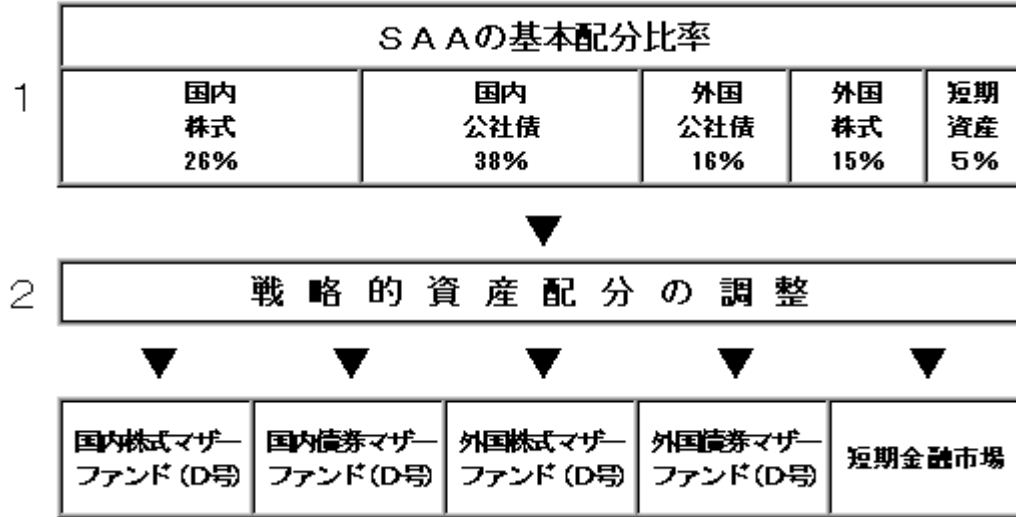 SAAの基本配分比率
1
国内
株式
26%
国内
公社債
38%
外国
公社債
16%
外国
株式
15%
短期
資産
5%
2
戦略的資産配分の調整
国内株式マザー
ファンド(D号)
国内債券マザー
ファンド(D号)
外国株式マザー
ファンド(D号)
外国債券マザー
ファンド(D号)
短期金融市場